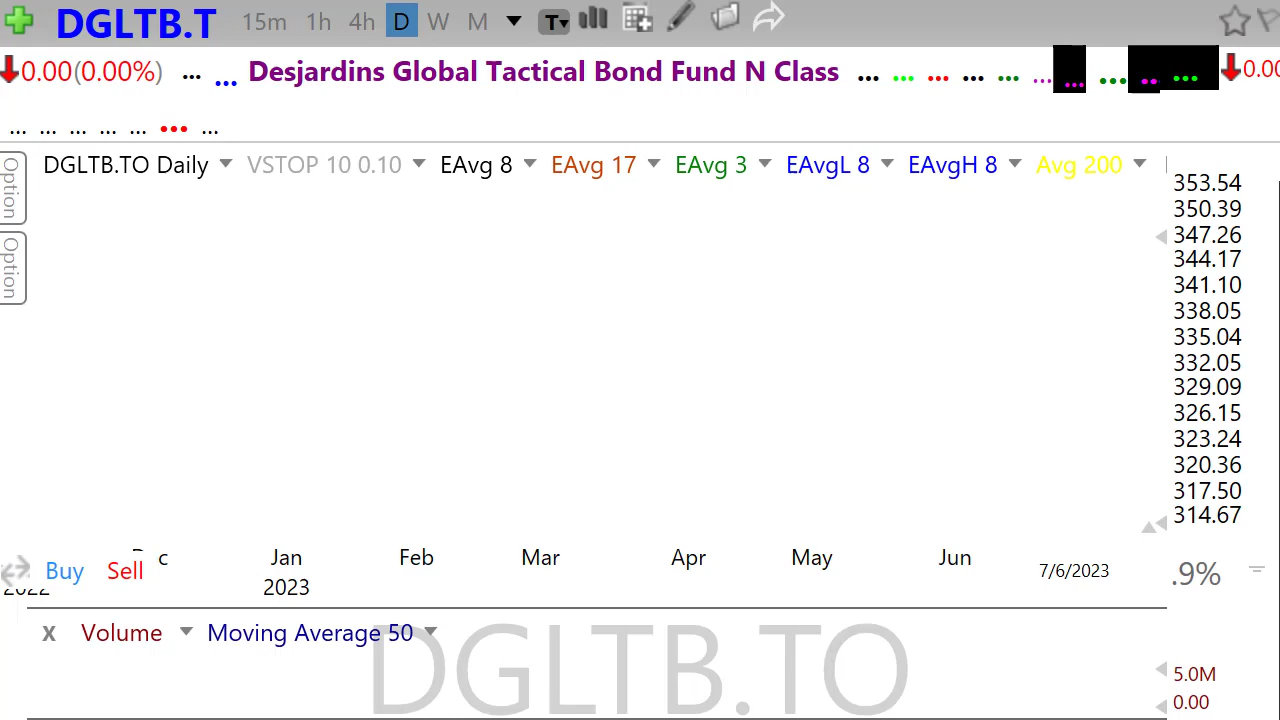 DGLTB.T 15m 1h 4h D W M T
0.00(0.00%) ... ... Desjardins Global Tactical Bond Fund N Class ... ... ... ... ... ... ... ... ... ... 0.00
... ... ... ... ... ... ...
DGLTB.TO Daily VSTOP 10 0.10 EAvg 8 EAvg 17 EAvg 3 EAvgL 8 EAvgH 8 Avg 200
Option
Option
353.54
350.39
347.26
344.17
341.10
338.05
335.04
332.05
329.09
326.15
323.24
320.36
317.50
314.67
Jan Feb Mar Apr May Jun
Buy Sell 7/6/2023 .9%
2022 2023
X Volume Moving Average 50
DGLTB.TO
5.0M
0.00